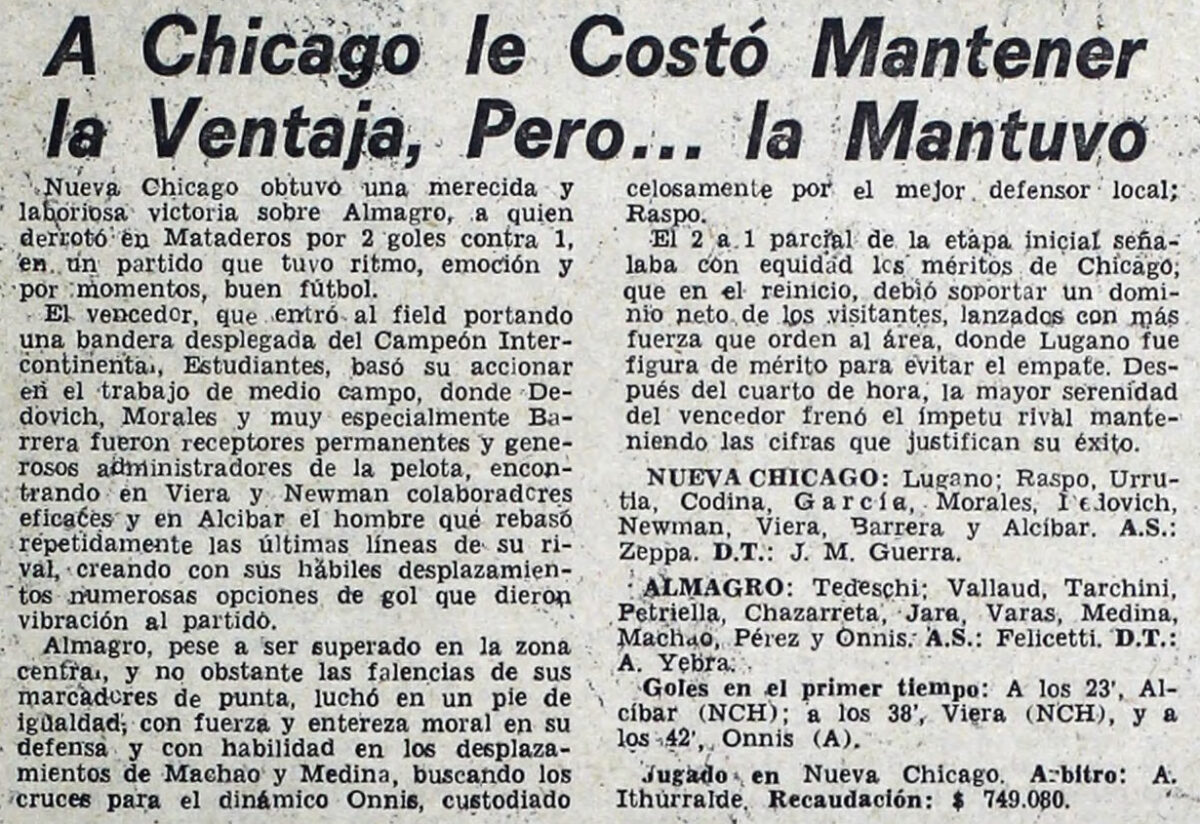 A Chicago le Costó Mantener
la Ventaja, Pero... la Mantuvo
Nueva Chicago obtuvo una merecida y
laboriosa victoria sobre Almagro, a quien
derrotó en Mataderos por 2 goles contra 1,
en un partido que tuvo ritmo, emoción y
por momentos, buen fútbol.
El vencedor, que entró al field portando
una bandera desplegada del Campeón Inter-
continental, Estudiantes, basó su accionar
en el trabajo de medio campo, donde De-
dovich, Morales y muy especialmente Ba-
rrera fueron receptores permanentes y gene-
rosos administradores de la pelota, encon-
trando en Viera y Newman colaboradores
eficaces y en Alcibar el hombre que rebasó
repetidamente las últimas líneas de su ri-
val, creando con sus hábiles desplazamien-
tos numerosas opciones de gol que dieron
vibración al partido.
Almagro, pese a ser superado en la zona
central, y no obstante las falencias de sus
marcadores de punta, luchó en un pie de
igualdad, con fuerza y entereza moral en su
defensa y con habilidad en los desplaza-
mientos de Machao y Medina, buscando los
cruces para el dinámico Onnis, custodiado
celosamente por el mejor defensor local;
Raspo.
El 2 a 1 parcial de la etapa inicial seña-
laba con equidad los méritos de Chicago;
que en el reinicio, debió soportar un domi-
nio neto de los visitantes, lanzados con más
fuerza que orden al área, donde Lugano fue
figura de mérito para evitar el empate. Des-
pués del cuarto de hora, la mayor serenidad
del vencedor frenó el ímpetu rival mante-
niendo las cifras que justifican su éxito.
NUEVA CHICAGO: Lugano; Raspo, Urru-
tia, Codina, García, Morales, Dedovich,
Newman, Viera, Barrera y Alcíbar. A.S.:
Zeppa. D.T.: J. M. Guerra.
ALMAGRO: Tedeschi; Vallaud, Tarchini,
Petriella, Chazarreta, Jara, Varas, Medina,
Machao, Pérez y Onnis. A.S.: Felicetti. D.T.:
A. Yebra.
Goles en el primer tiempo: A los 23', Al-
cíbar (NCH); a los 38', Viera (NCH), y a
los 42', Onnis (A).
Jugado en Nueva Chicago. Arbitro: A.
Ithurralde. Recaudación: $ 749.080.